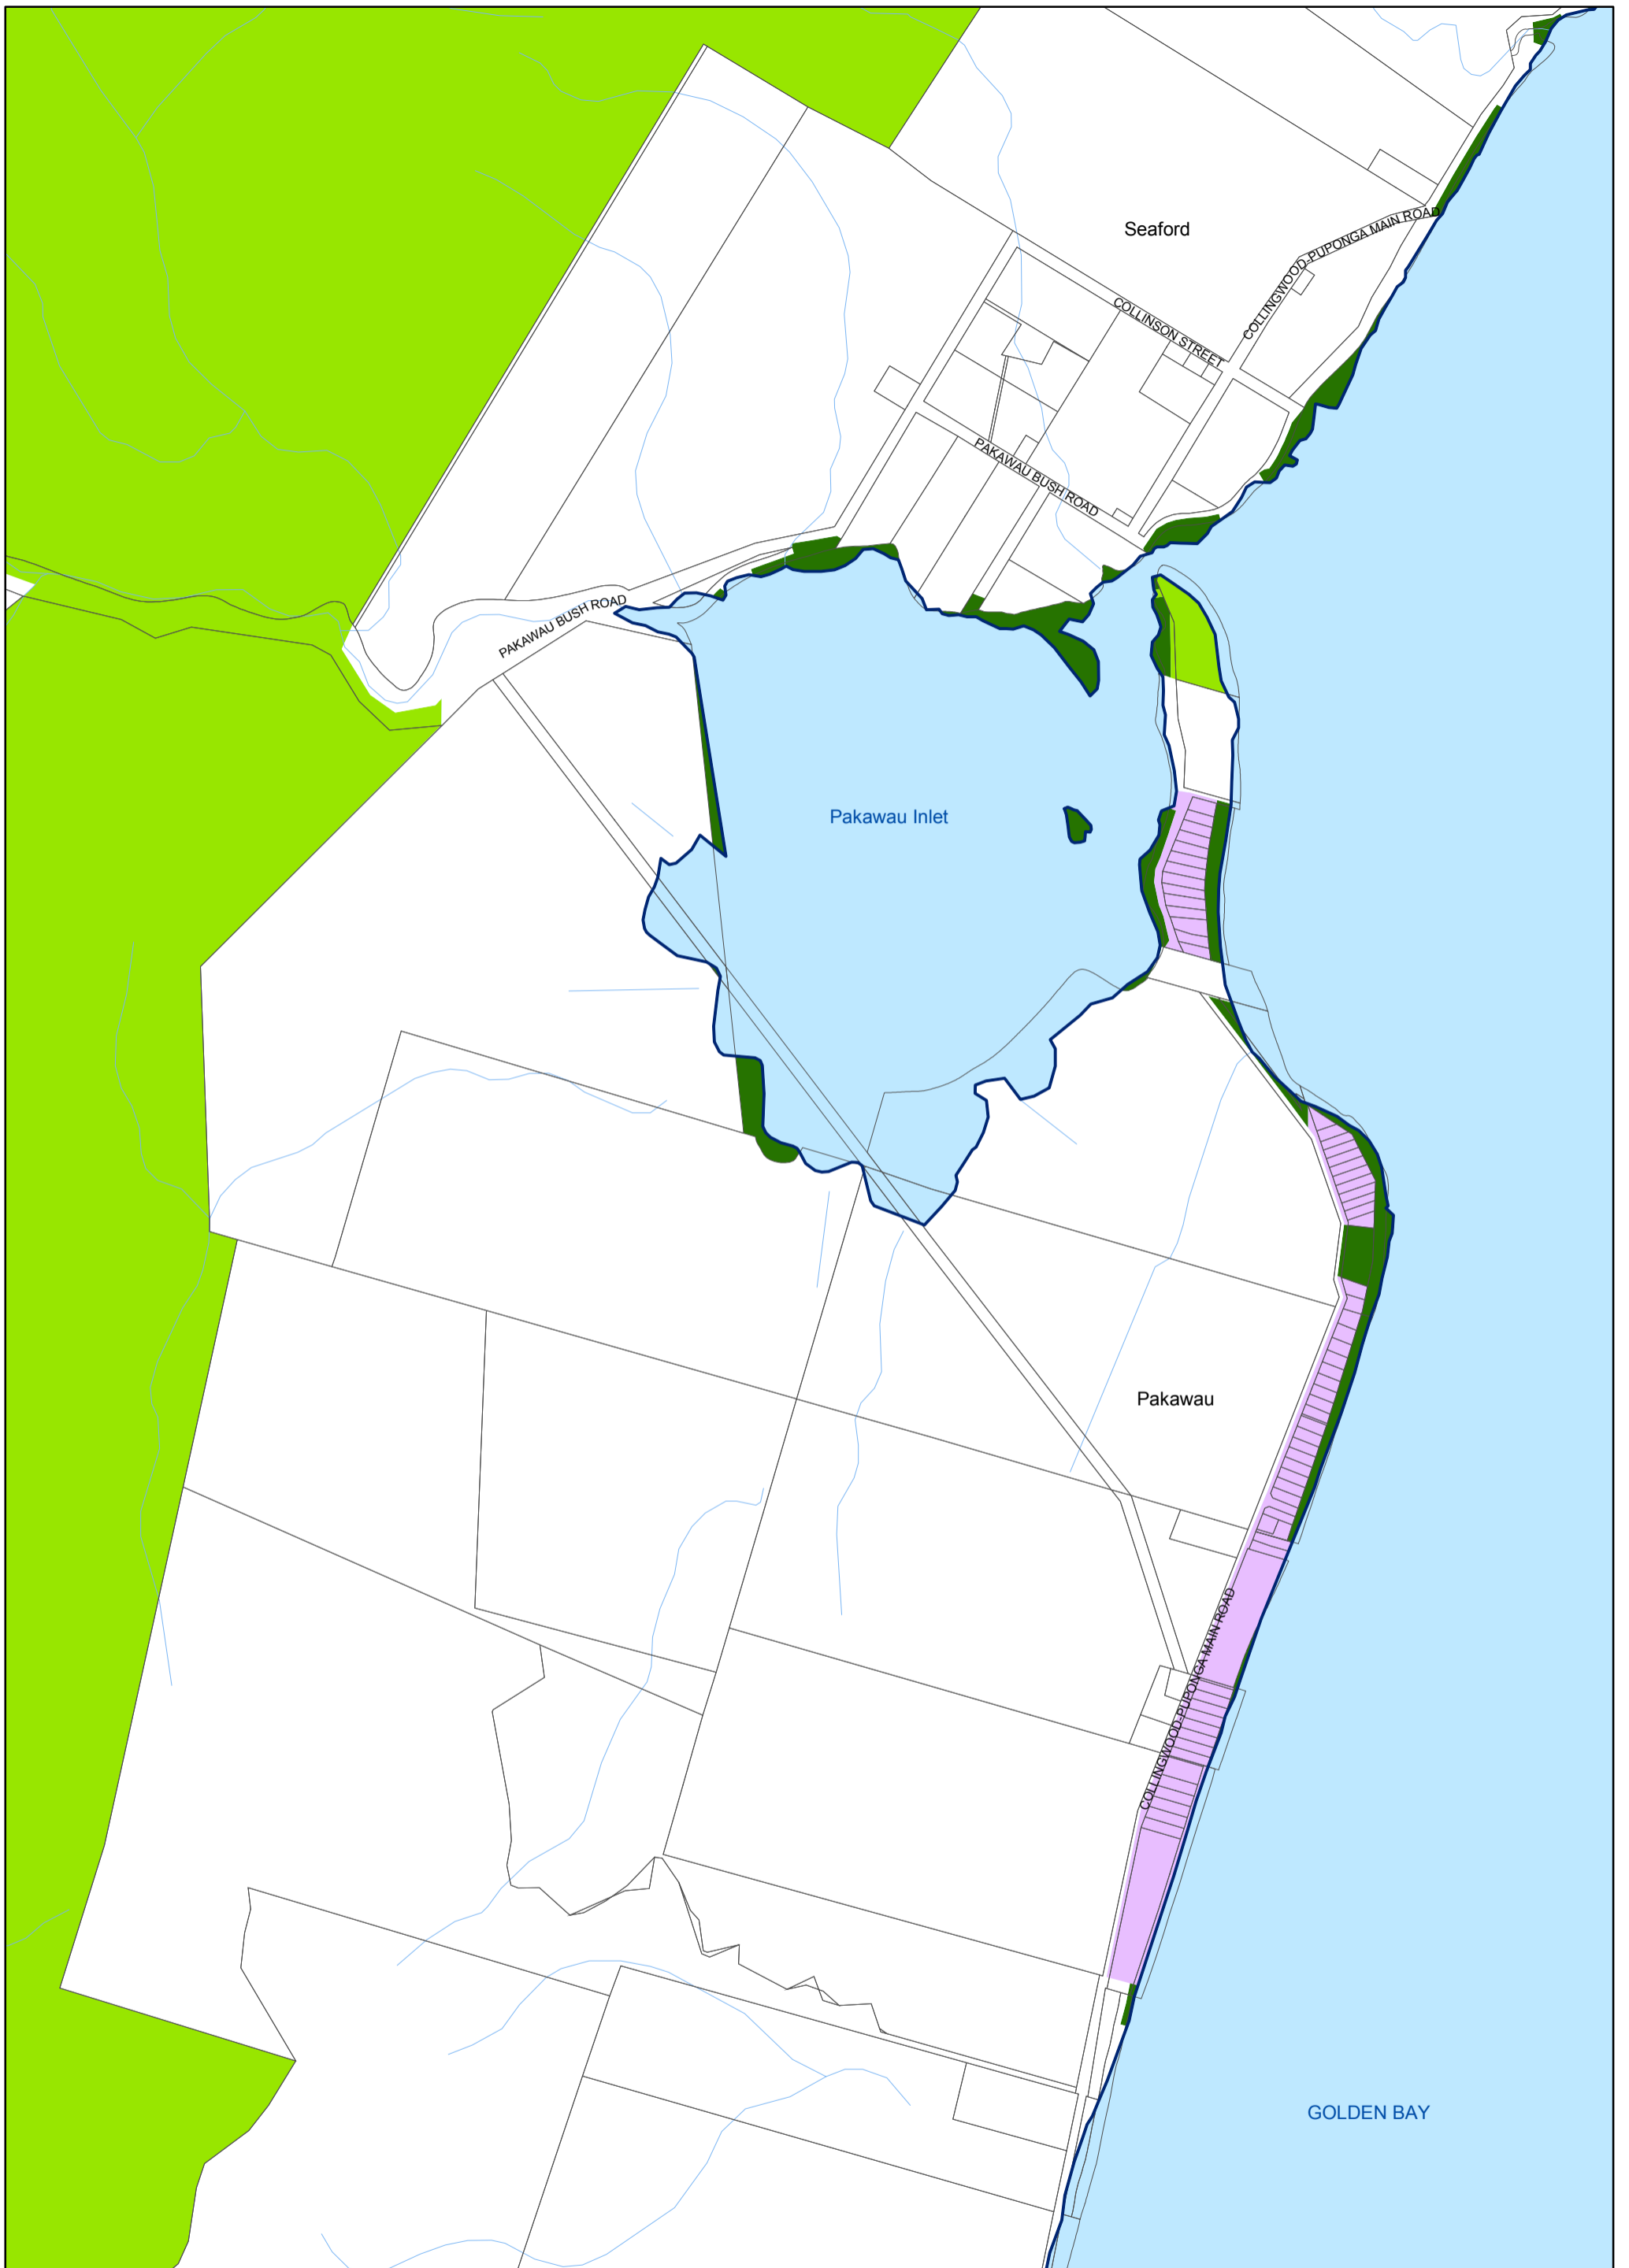 Seaford
COLLINGWOOD-PUPONGA MAIN ROAD
COLLINSON STREET
PAKAWAU BUSH ROAD
PAKAWAU BUSH ROAD
Pakawau Inlet
Pakawau
COLLINGWOOD-PUPONGA MAIN ROAD
GOLDEN BAY